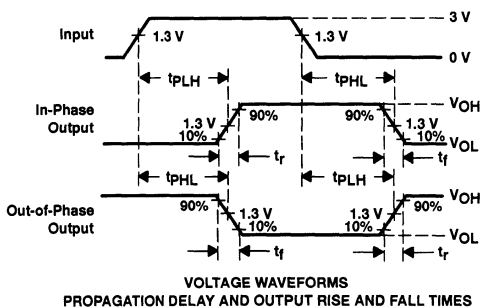 3 V
Input
1.3 V
1.3 V
0 V
tPLH
tPHL
In-Phase
Output
VOH
90%
90%
1.3 V
1.3 V
10%
10%
VOL
tr
tf
tPHL
tPLH
VOH
Out-of-Phase
Output
90%
90%
1.3 V
1.3 V
10%
10%
VOL
tf
tr
VOLTAGE WAVEFORMS
PROPAGATION DELAY AND OUTPUT RISE AND FALL TIMES